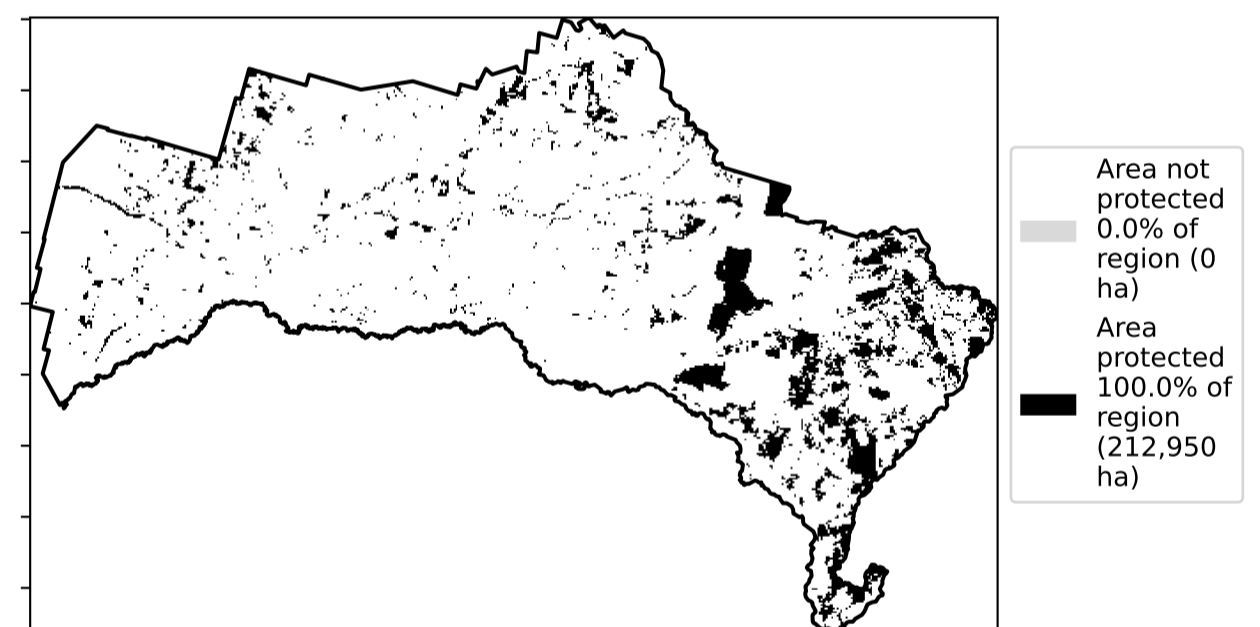 Area not
protected
0.0% of
region (0
ha)
Area
protected
100.0% of
region
(212,950
ha)